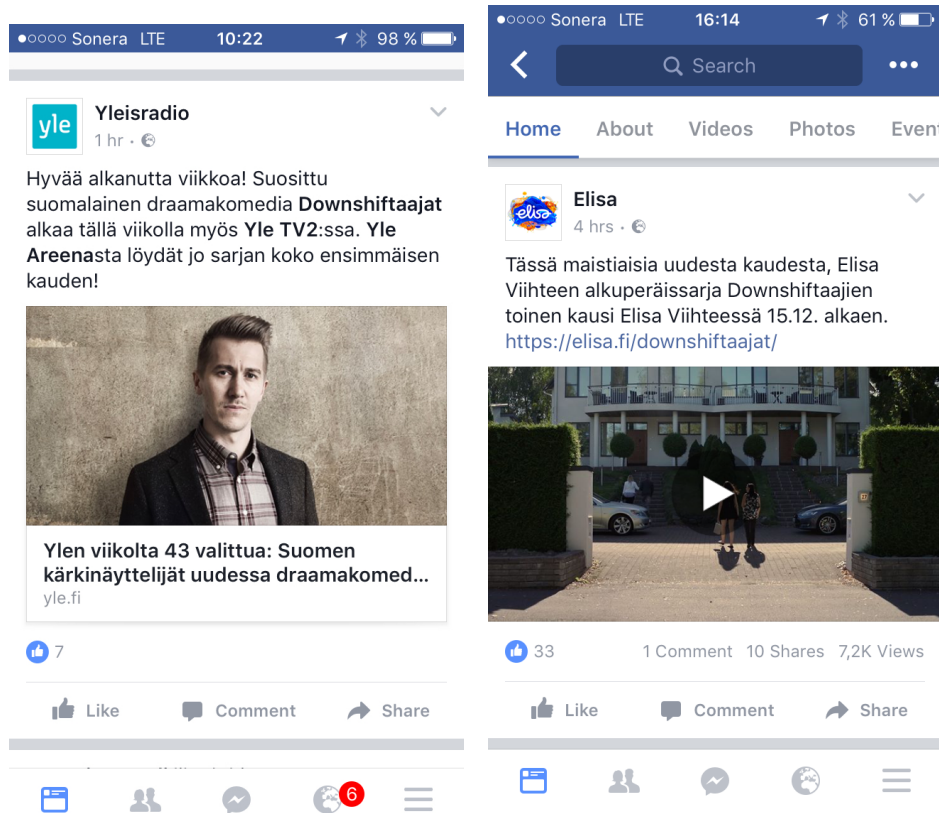 Sonera LTE 10:22 98 %
yle
Yleisradio
1 hr
Hyvää alkanutta viikkoa! Suosittu
suomalainen draamakomedia Downshiftaajat
alkaa tällä viikolla myös Yle TV2:ssa. Yle
Areenasta löydät jo sarjan koko ensimmäisen
kauden!
Ylen viikolta 43 valittua: Suomen
kärkinäyttelijät uudessa draamakomed...
yle.fi
7
Like Comment Share
6
Sonera LTE 16:14 61 %
Search
Home About Videos Photos Even
elisa
Elisa
4 hrs
Tässä maistiaisia uudesta kaudesta, Elisa
Viihteen alkuperäissarja Downshiftaajien
toinen kausi Elisa Viihteessä 15.12. alkaen.
https://elisa.fi/downshiftaajat/
33 1 Comment 10 Shares 7,2K Views
Like Comment Share